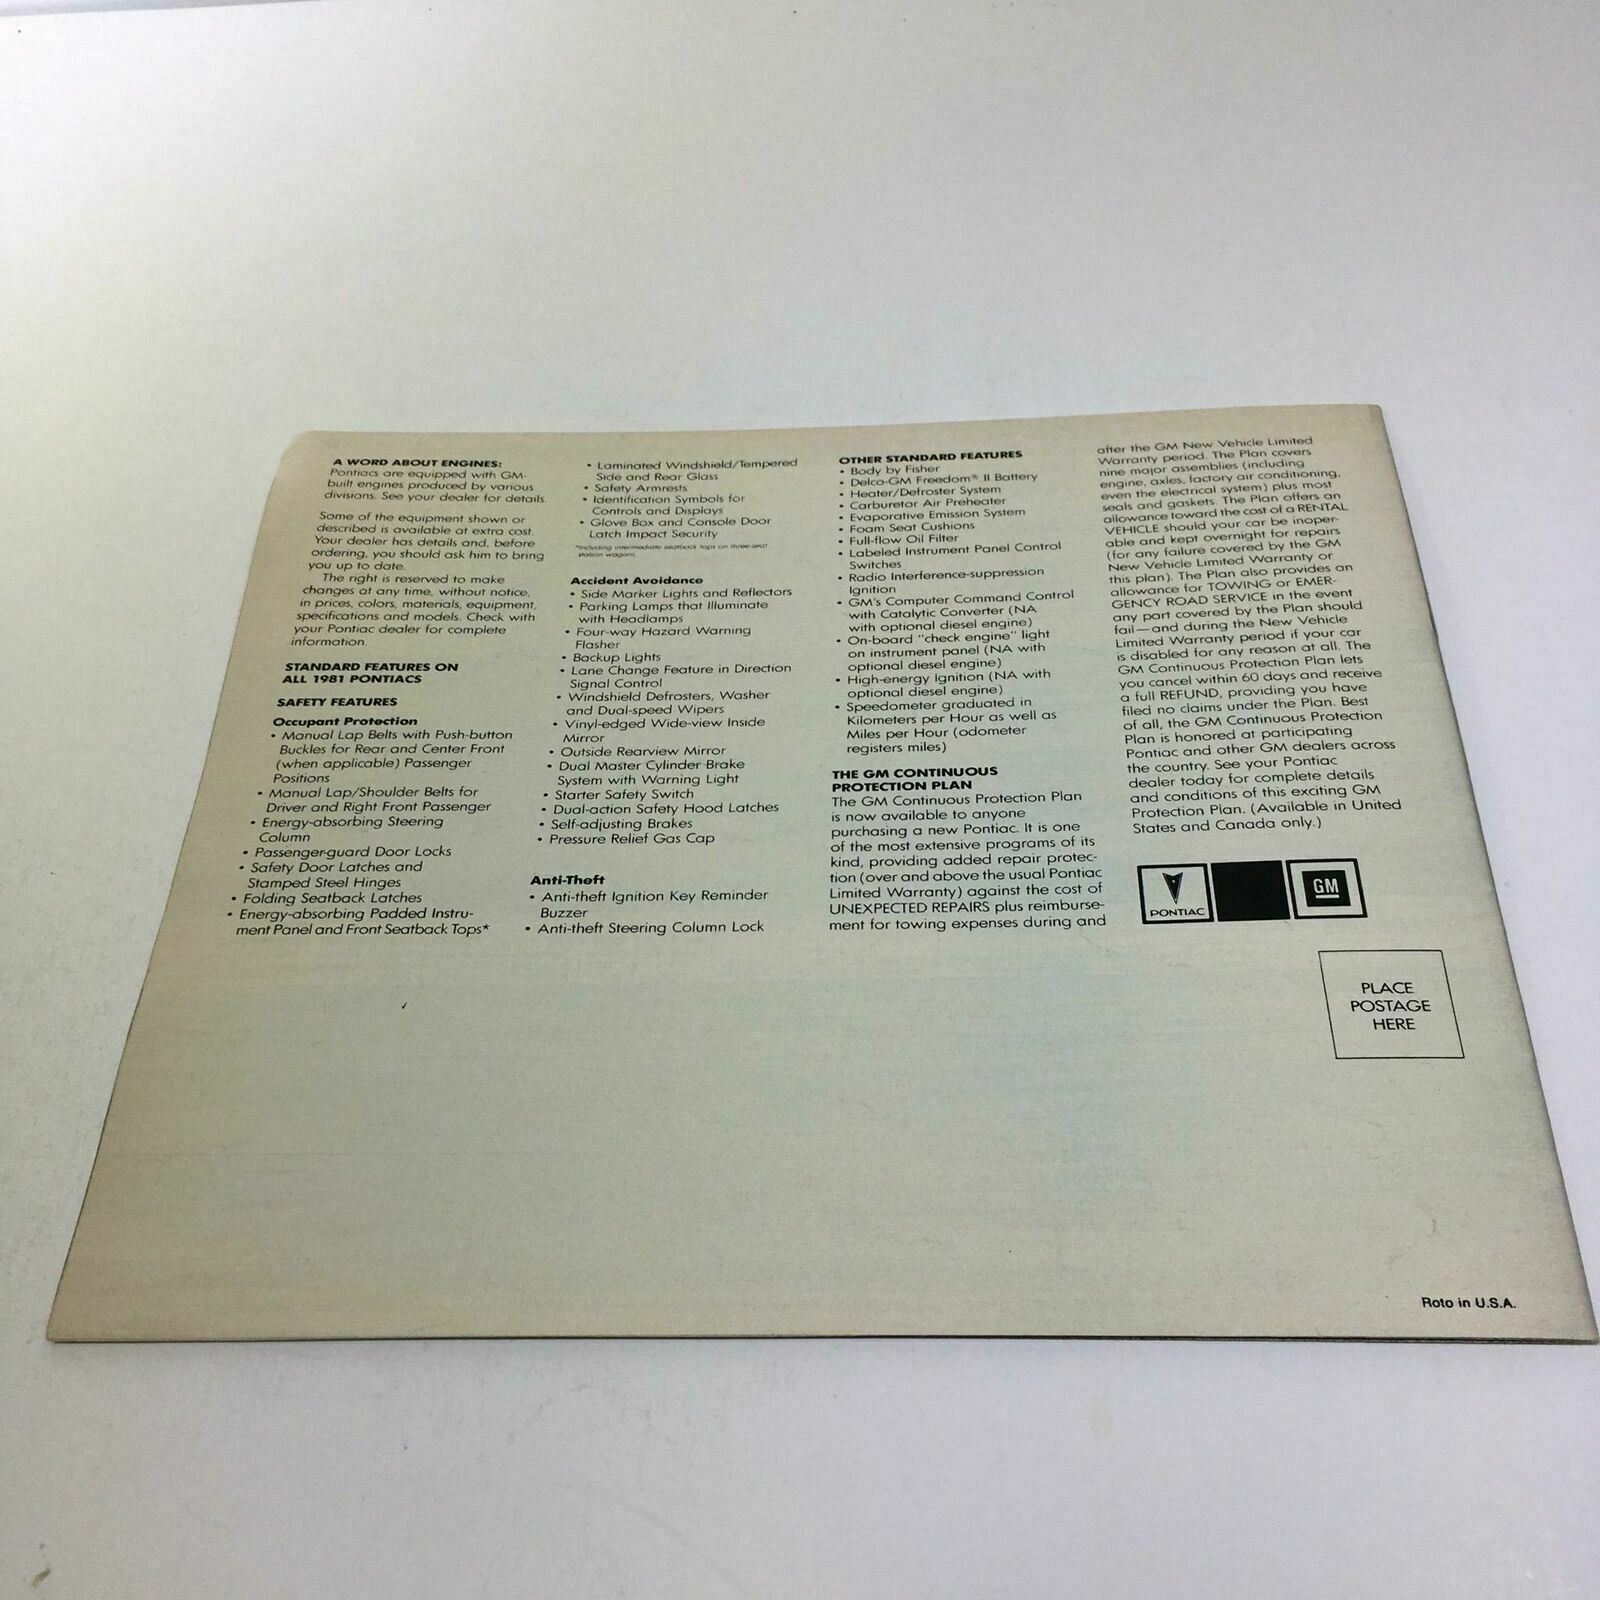 A WORD ABOUT ENGINES:
Pontiacs are equipped with GM-
built engines produced by various
divisions. See your dealer for details.
Some of the equipment shown or
described is available at extra cost.
Your dealer has details and, before
ordering, you should ask him to bring
you up to date.
The right is reserved to make
changes at any time, without notice,
in prices, colors, materials, equipment,
specifications and models. Check with
your Pontiac dealer for complete
information.
STANDARD FEATURES ON
ALL 1981 PONTIACS
SAFETY FEATURES
Occupant Protection
• Manual Lap Belts with Push-button
Buckles for Rear and Center Front
(when applicable) Passenger
Positions
• Manual Lap/Shoulder Belts for
Driver and Right Front Passenger
• Energy-absorbing Steering
Column
• Passenger-guard Door Locks
• Safety Door Latches and
Stamped Steel Hinges
• Folding Seatback Latches
• Energy-absorbing Padded Instru-
ment Panel and Front Seatback Tops*
• Laminated Windshield/Tempered
Side and Rear Glass
• Safety Armrests
• Identification Symbols for
Controls and Displays
• Glove Box and Console Door
Latch Impact Security
*Including intermediate seatback tops on three-seat
station wagons
Accident Avoidance
• Side Marker Lights and Reflectors
• Parking Lamps that Illuminate
with Headlamps
• Four-way Hazard Warning
Flasher
• Backup Lights
• Lane Change Feature in Direction
Signal Control
• Windshield Defrosters, Washer
and Dual-speed Wipers
• Vinyl-edged Wide-view Inside
Mirror
• Outside Rearview Mirror
• Dual Master Cylinder Brake
System with Warning Light
• Starter Safety Switch
• Dual-action Safety Hood Latches
• Self-adjusting Brakes
• Pressure Relief Gas Cap
Anti-Theft
• Anti-theft Ignition Key Reminder
Buzzer
• Anti-theft Steering Column Lock
OTHER STANDARD FEATURES
• Body by Fisher
• Delco-GM Freedom® II Battery
• Heater/Defroster System
• Carburetor Air Preheater
• Evaporative Emission System
• Foam Seat Cushions
• Full-flow Oil Filter
• Labeled Instrument Panel Control
Switches
• Radio Interference-suppression
Ignition
• GM's Computer Command Control
with Catalytic Converter (NA
with optional diesel engine)
• On-board "check engine" light
on instrument panel (NA with
optional diesel engine)
• High-energy Ignition (NA with
optional diesel engine)
• Speedometer graduated in
Kilometers per Hour as well as
Miles per Hour (odometer
registers miles)
THE GM CONTINUOUS
PROTECTION PLAN
The GM Continuous Protection Plan
is now available to anyone
purchasing a new Pontiac. It is one
of the most extensive programs of its
kind, providing added repair protec-
tion (over and above the usual Pontiac
Limited Warranty) against the cost of
UNEXPECTED REPAIRS plus reimburse-
ment for towing expenses during and
after the GM New Vehicle Limited
Warranty period. The Plan covers
nine major assemblies (including
engine, axles, factory air conditioning,
even the electrical system) plus most
seals and gaskets. The Plan offers an
allowance toward the cost of a RENTAL
VEHICLE should your car be inoper-
able and kept overnight for repairs
(for any failure covered by the GM
New Vehicle Limited Warranty or
this plan). The Plan also provides an
allowance for TOWING or EMER-
GENCY ROAD SERVICE in the event
any part covered by the Plan should
fail—and during the New Vehicle
Limited Warranty period if your car
is disabled for any reason at all. The
GM Continuous Protection Plan lets
you cancel within 60 days and receive
a full REFUND, providing you have
filed no claims under the Plan. Best
of all, the GM Continuous Protection
Plan is honored at participating
Pontiac and other GM dealers across
the country. See your Pontiac
dealer today for complete details
and conditions of this exciting GM
Protection Plan. (Available in United
States and Canada only.)
PONTIAC
GM
PLACE
POSTAGE
HERE
Roto in U.S.A.